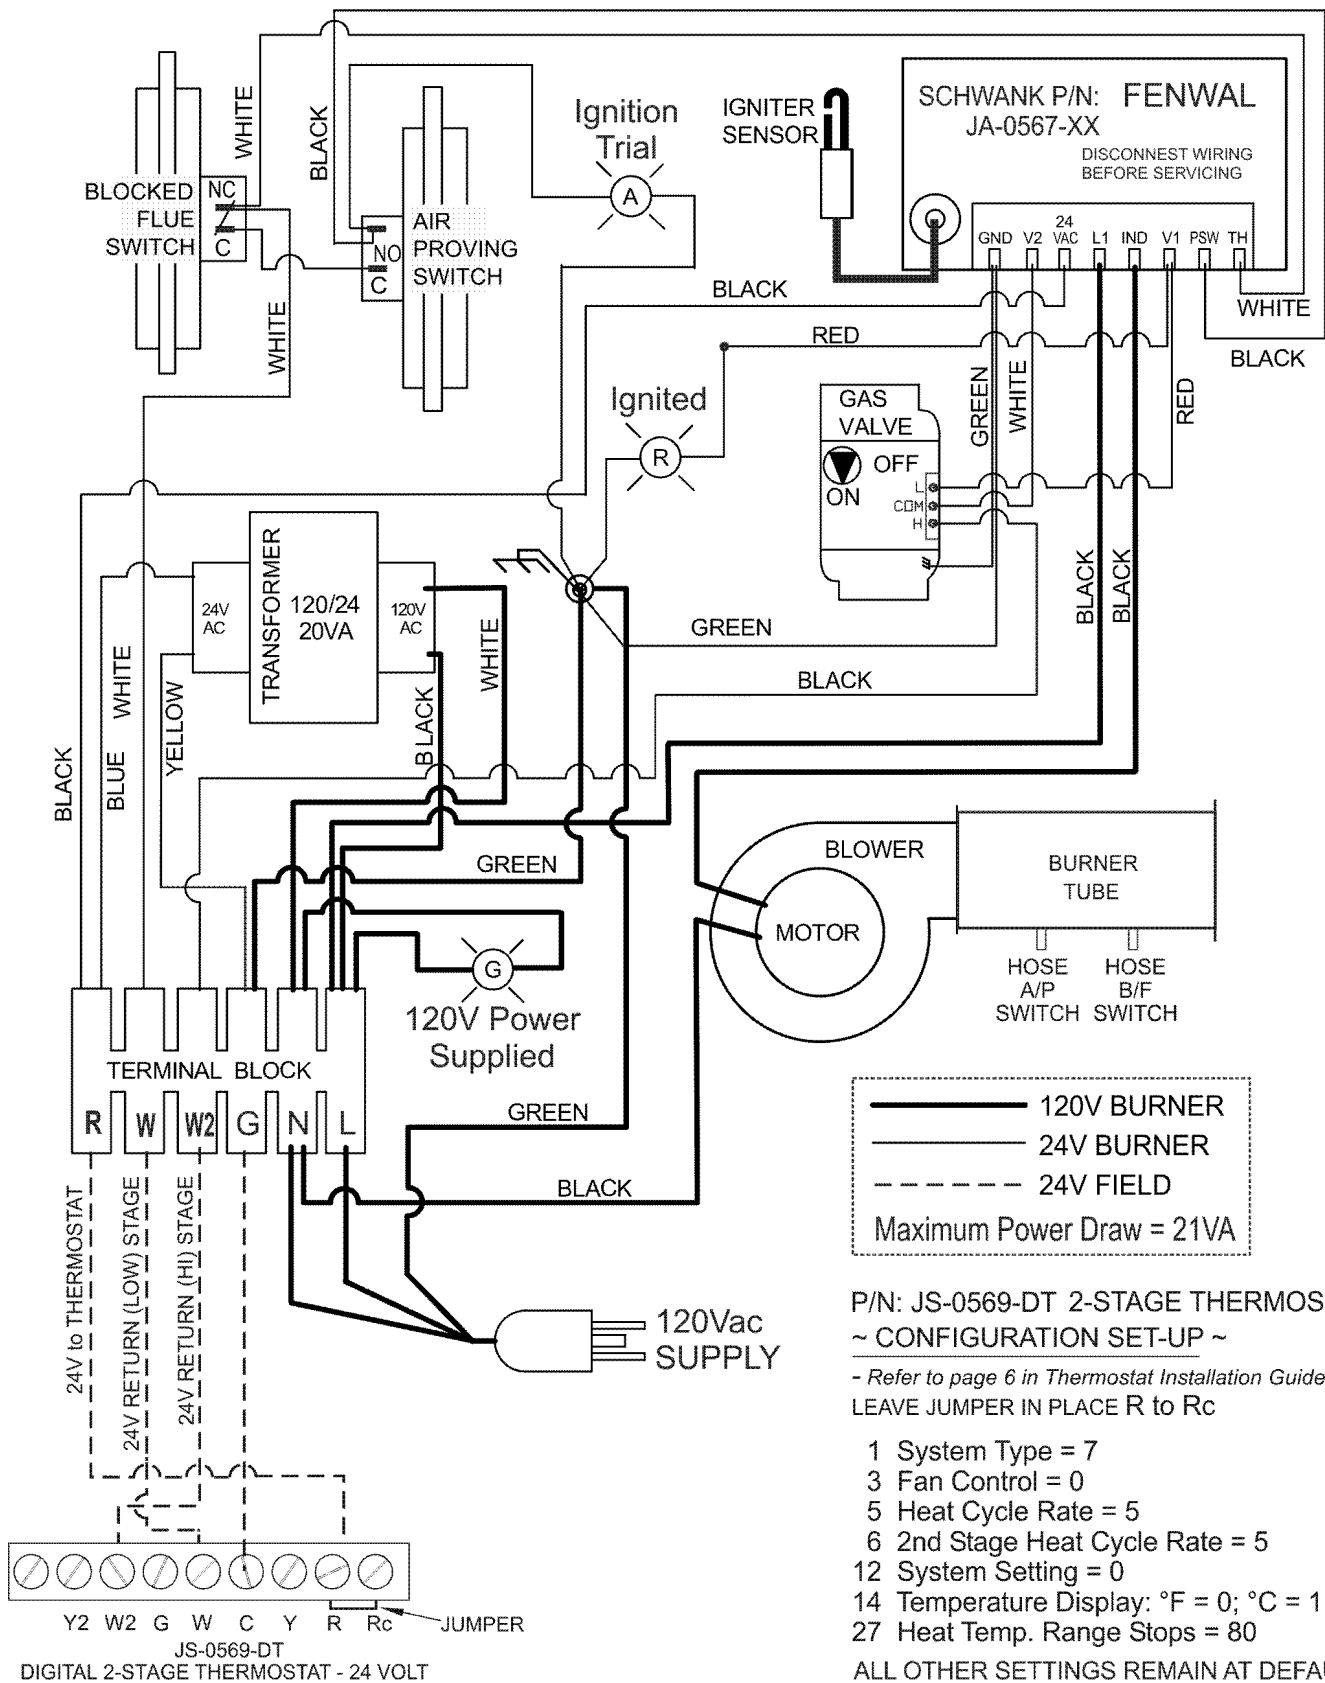 WHITE
BLACK
Ignition
Trial
A
IGNITER
SENSOR
SCHWANK P/N: FENWAL
JA-0567-XX
DISCONNEST WIRING
BEFORE SERVICING
GND V2 24 VAC L1 IND V1 PSW TH
BLOCKED
FLUE
SWITCH
NC
C
AIR
PROVING
SWITCH
NO
C
WHITE
BLACK
WHITE
BLACK
RED
GREEN
WHITE
RED
Ignited
R
GAS
VALVE
OFF
ON
L
COM
H
TRANSFORMER
24V
AC
120/24
20VA
120V
AC
WHITE
BLACK
BLACK
BLACK
GREEN
BLACK
BLACK
BLUE
WHITE
YELLOW
GREEN
BLOWER
MOTOR
BURNER
TUBE
HOSE
A/P
SWITCH
HOSE
B/F
SWITCH
G
120V Power
Supplied
TERMINAL BLOCK
R W W2 G N L
GREEN
BLACK
120V BURNER
24V BURNER
24V FIELD
Maximum Power Draw = 21VA
24V to THERMOSTAT
24V RETURN (LOW) STAGE
24V RETURN (HI) STAGE
120Vac
SUPPLY
P/N: JS-0569-DT 2-STAGE THERMOS
~ CONFIGURATION SET-UP ~
- Refer to page 6 in Thermostat Installation Guide
LEAVE JUMPER IN PLACE R to Rc
1 System Type = 7
3 Fan Control = 0
5 Heat Cycle Rate = 5
6 2nd Stage Heat Cycle Rate = 5
12 System Setting = 0
14 Temperature Display: °F = 0; °C = 1
27 Heat Temp. Range Stops = 80
ALL OTHER SETTINGS REMAIN AT DEFAU
Y2 W2 G W C Y R Rc
JUMPER
JS-0569-DT
DIGITAL 2-STAGE THERMOSTAT - 24 VOLT